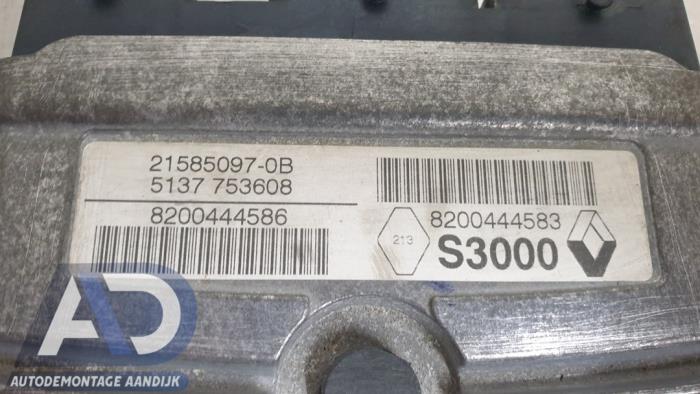 21585097-0B
5137 753608
8200444586
8200444583
213
S3000
AD
AUTODEMONTAGE AANDIJK